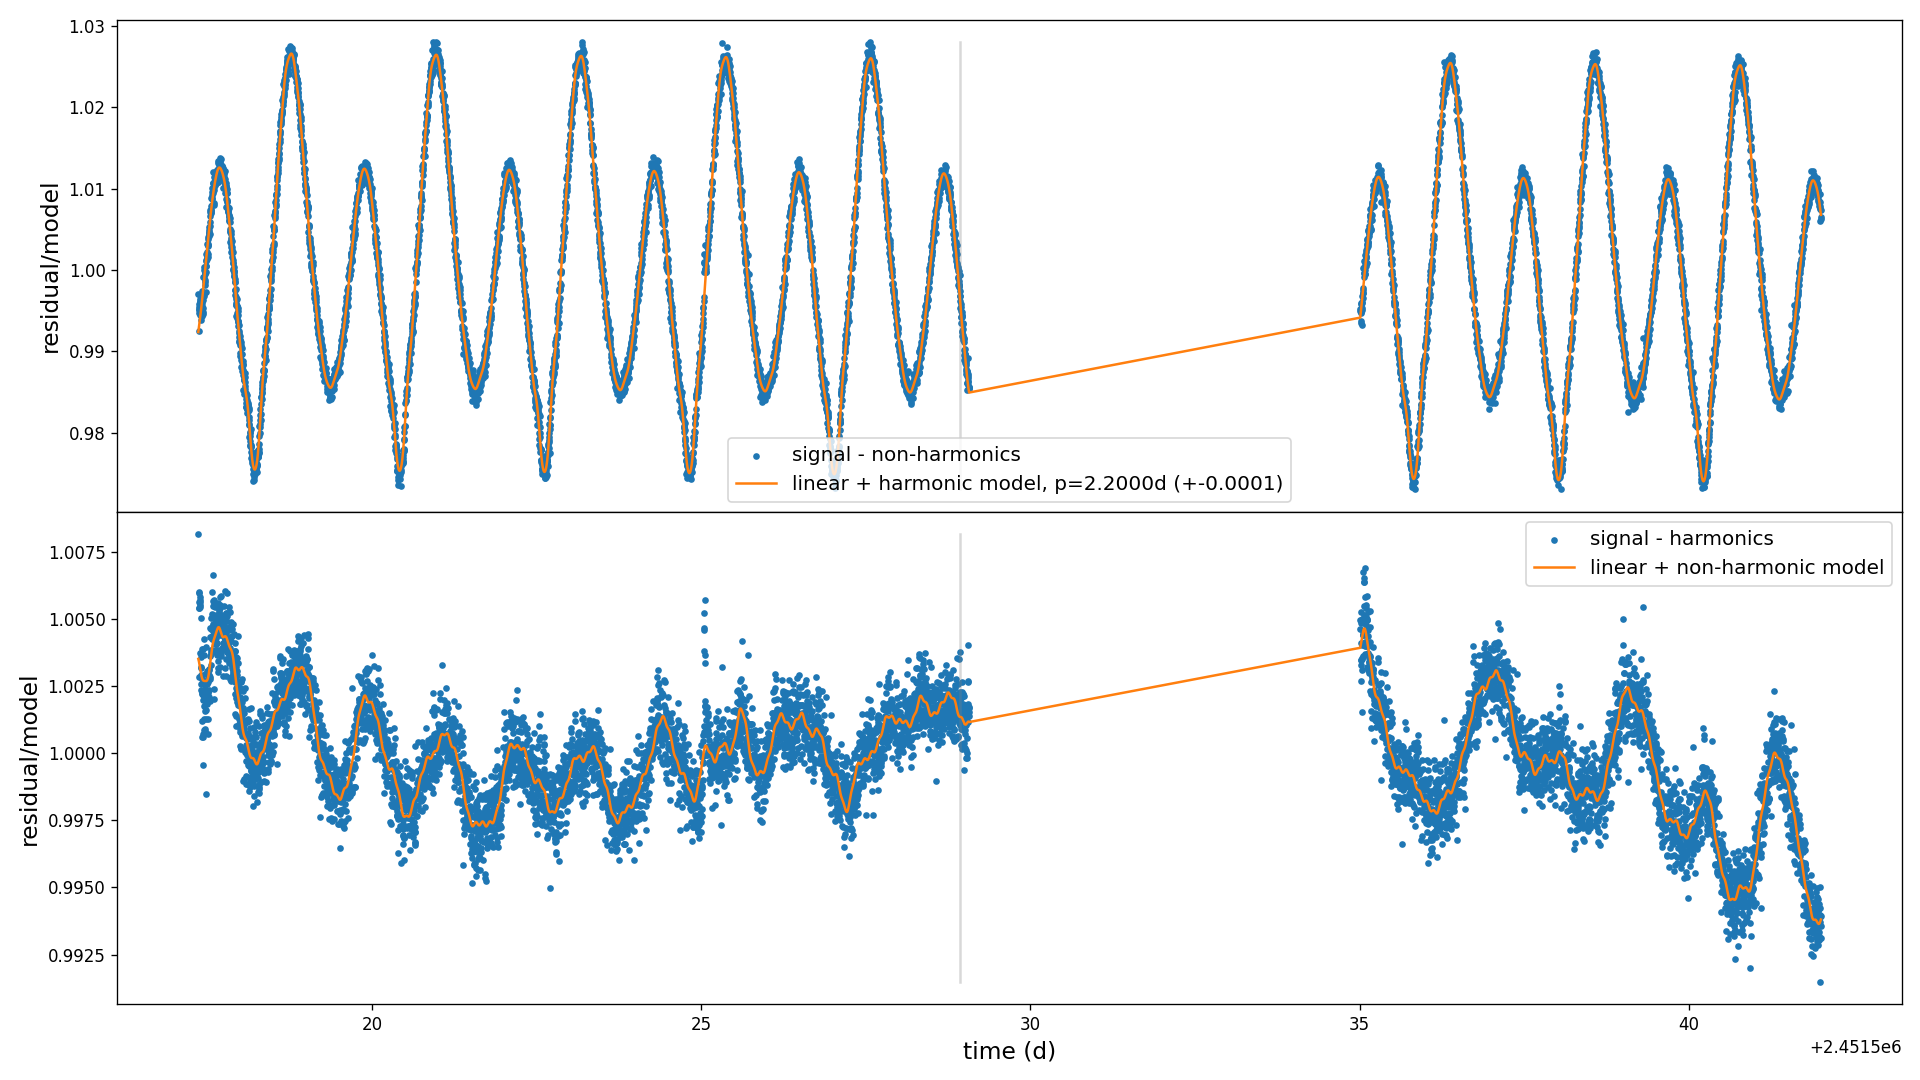 1.03
1.02
1.01
1.00
0.99
0.98
residual/model
signal - non-harmonics
linear + harmonic model, p=2.2000d (+-0.0001)
1.0075
1.0050
1.0025
1.0000
0.9975
0.9950
0.9925
residual/model
signal - harmonics
linear + non-harmonic model
20
25
30
35
40
time (d)
+2.4515e6